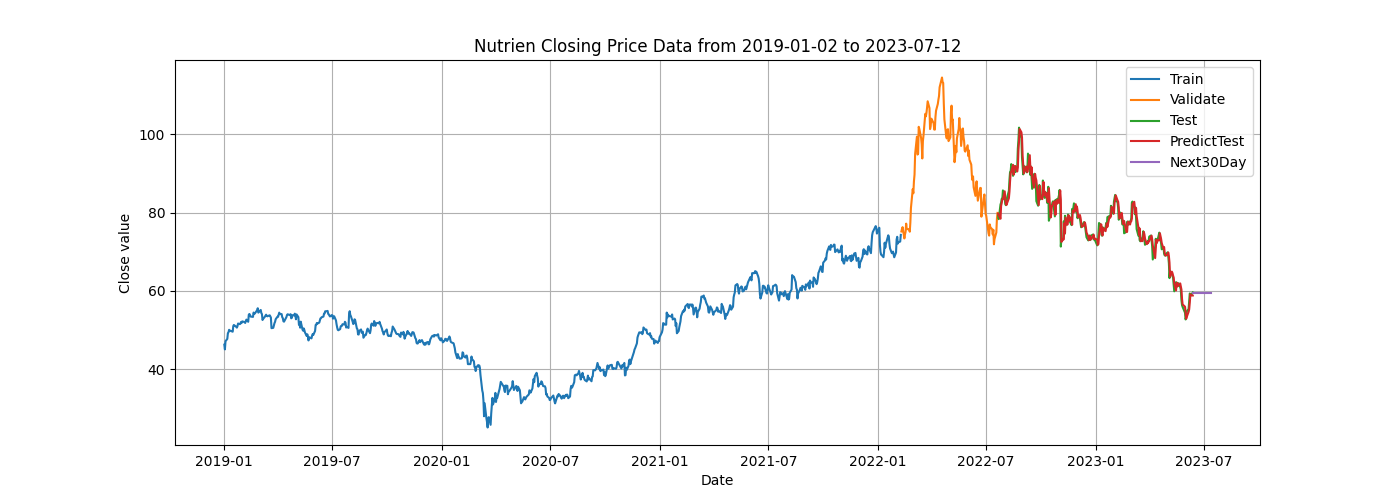 Nutrien Closing Price Data from 2019-01-02 to 2023-07-12
Train
Validate
Test
PredictTest
Next30Day
Close value
100
80
60
40
2019-01 2019-07 2020-01 2020-07 2021-01 2021-07 2022-01 2022-07 2023-01 2023-07
Date